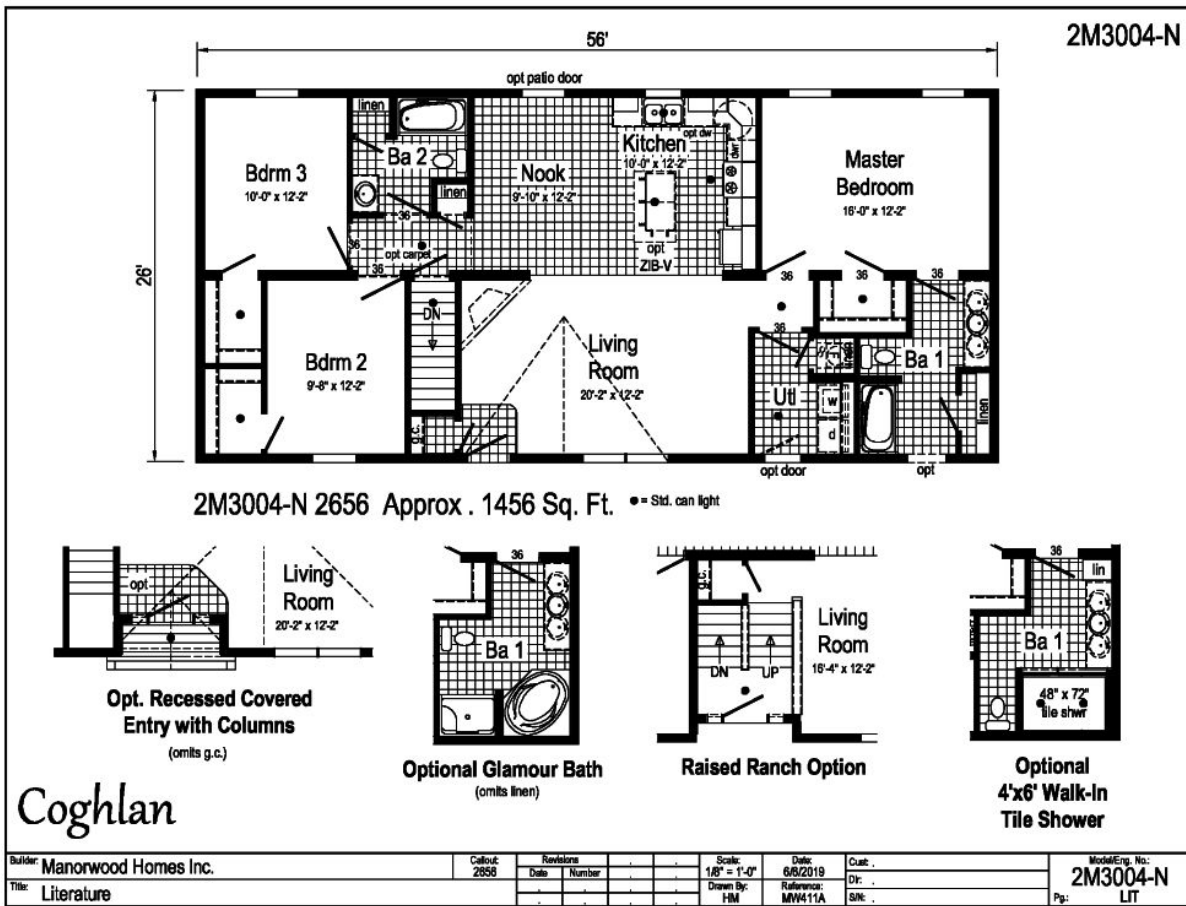 2M3004-N
56'
opt patio door
26'
linen
Bdrm 3
10'-0" x 12'-2"
Ba 2
linen
Nook
9'-10" x 12'-2"
Kitchen
10'-0" x 12'-2"
opt dw
dwr
opt
ZIB-V
Master
Bedroom
16'-0" x 12'-2"
36
opt carpet
36
36
36
36
36
36
DN
Bdrm 2
9'-8" x 12'-2"
Living
Room
20'-2" x 12'-2"
36
linen
Ba 1
Utl
w
d
linen
g.c.
opt door
opt
2M3004-N 2656 Approx . 1456 Sq. Ft.
● = Std. can light
opt
Living
Room
20'-2" x 12'-2"
Opt. Recessed Covered
Entry with Columns
(omits g.c.)
36
Ba 1
Optional Glamour Bath
(omits linen)
g.c.
DN
UP
Living
Room
16'-4" x 12'-2"
Raised Ranch Option
36
lin
Ba 1
48" x 72"
tile shwr
Optional
4'x6' Walk-In
Tile Shower
Coghlan
Builder: Manorwood Homes Inc.
Title: Literature
Callout: 2656
Revisions
Date Number
Scale: 1/8" = 1'-0"
Drawn By: HM
Date: 6/6/2019
Reference: MW411A
Cust: .
Dir: .
S/N: .
Model/Eng. No.:
2M3004-N
Pg.: LIT